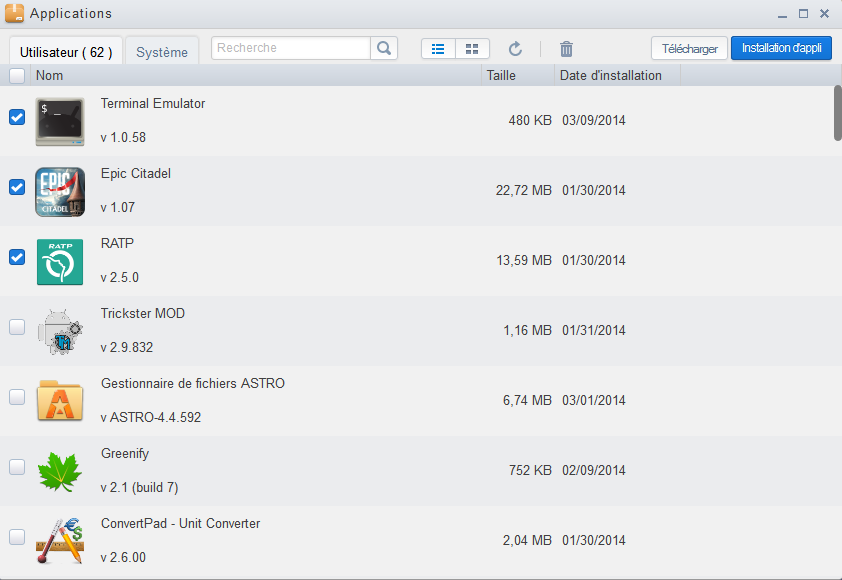 Applications
Utilisateur ( 62 )
Système
Recherche
Télécharger
Installation d'appli
Nom
Taille
Date d'installation
$
Terminal Emulator
v 1.0.58
480 KB
03/09/2014
EPIC
CITADEL
Epic Citadel
v 1.07
22,72 MB
01/30/2014
RATP
RATP
v 2.5.0
13,59 MB
01/30/2014
Trickster MOD
v 2.9.832
1,16 MB
01/31/2014
Gestionnaire de fichiers ASTRO
v ASTRO-4.4.592
6,74 MB
03/01/2014
Greenify
v 2.1 (build 7)
752 KB
02/09/2014
€
$
ConvertPad - Unit Converter
v 2.6.00
2,04 MB
01/30/2014